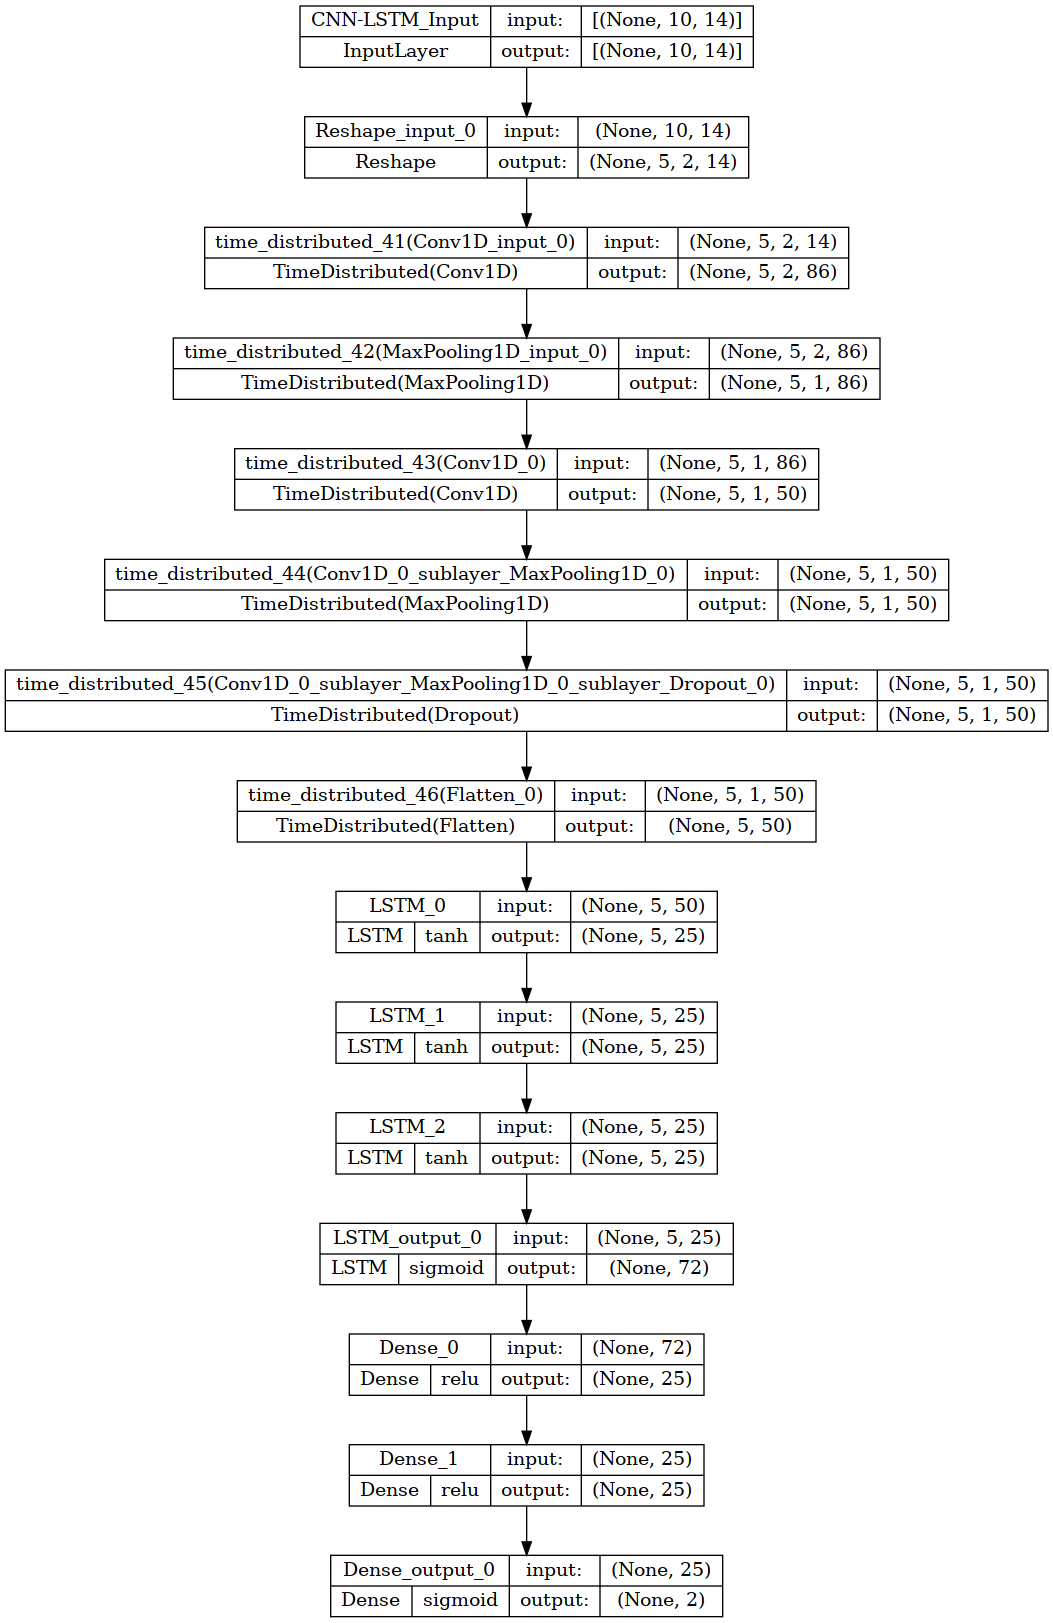 CNN-LSTM_Input input: [(None, 10, 14)]
InputLayer output: [(None, 10, 14)]
Reshape_input_0 input: (None, 10, 14)
Reshape output: (None, 5, 2, 14)
time_distributed_41(Conv1D_input_0) input: (None, 5, 2, 14)
TimeDistributed(Conv1D) output: (None, 5, 2, 86)
time_distributed_42(MaxPooling1D_input_0) input: (None, 5, 2, 86)
TimeDistributed(MaxPooling1D) output: (None, 5, 1, 86)
time_distributed_43(Conv1D_0) input: (None, 5, 1, 86)
TimeDistributed(Conv1D) output: (None, 5, 1, 50)
time_distributed_44(Conv1D_0_sublayer_MaxPooling1D_0) input: (None, 5, 1, 50)
TimeDistributed(MaxPooling1D) output: (None, 5, 1, 50)
time_distributed_45(Conv1D_0_sublayer_MaxPooling1D_0_sublayer_Dropout_0) input: (None, 5, 1, 50)
TimeDistributed(Dropout) output: (None, 5, 1, 50)
time_distributed_46(Flatten_0) input: (None, 5, 1, 50)
TimeDistributed(Flatten) output: (None, 5, 50)
LSTM_0 input: (None, 5, 50)
LSTM tanh output: (None, 5, 25)
LSTM_1 input: (None, 5, 25)
LSTM tanh output: (None, 5, 25)
LSTM_2 input: (None, 5, 25)
LSTM tanh output: (None, 5, 25)
LSTM_output_0 input: (None, 5, 25)
LSTM sigmoid output: (None, 72)
Dense_0 input: (None, 72)
Dense relu output: (None, 25)
Dense_1 input: (None, 25)
Dense relu output: (None, 25)
Dense_output_0 input: (None, 25)
Dense sigmoid output: (None, 2)